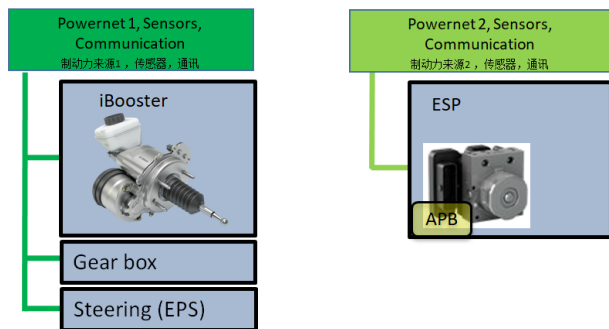 Powernet 1, Sensors,
Communication
制动力来源1 ，传感器，通讯
iBooster
Gear box
Steering (EPS)
Powernet 2, Sensors,
Communication
制动力来源2 ，传感器，通讯
ESP
APB